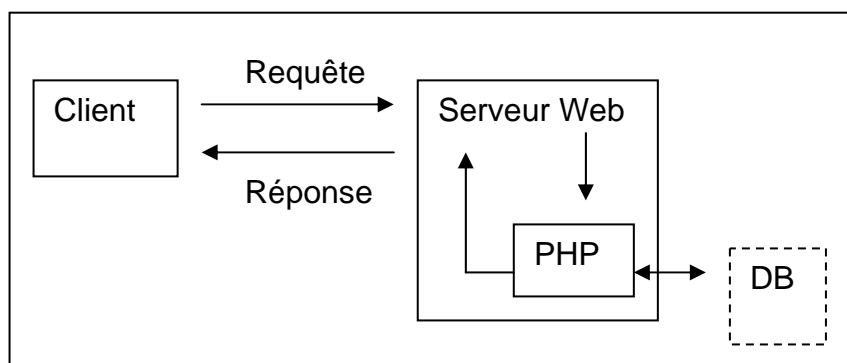 Requête
Client
Serveur Web
Réponse
PHP
DB